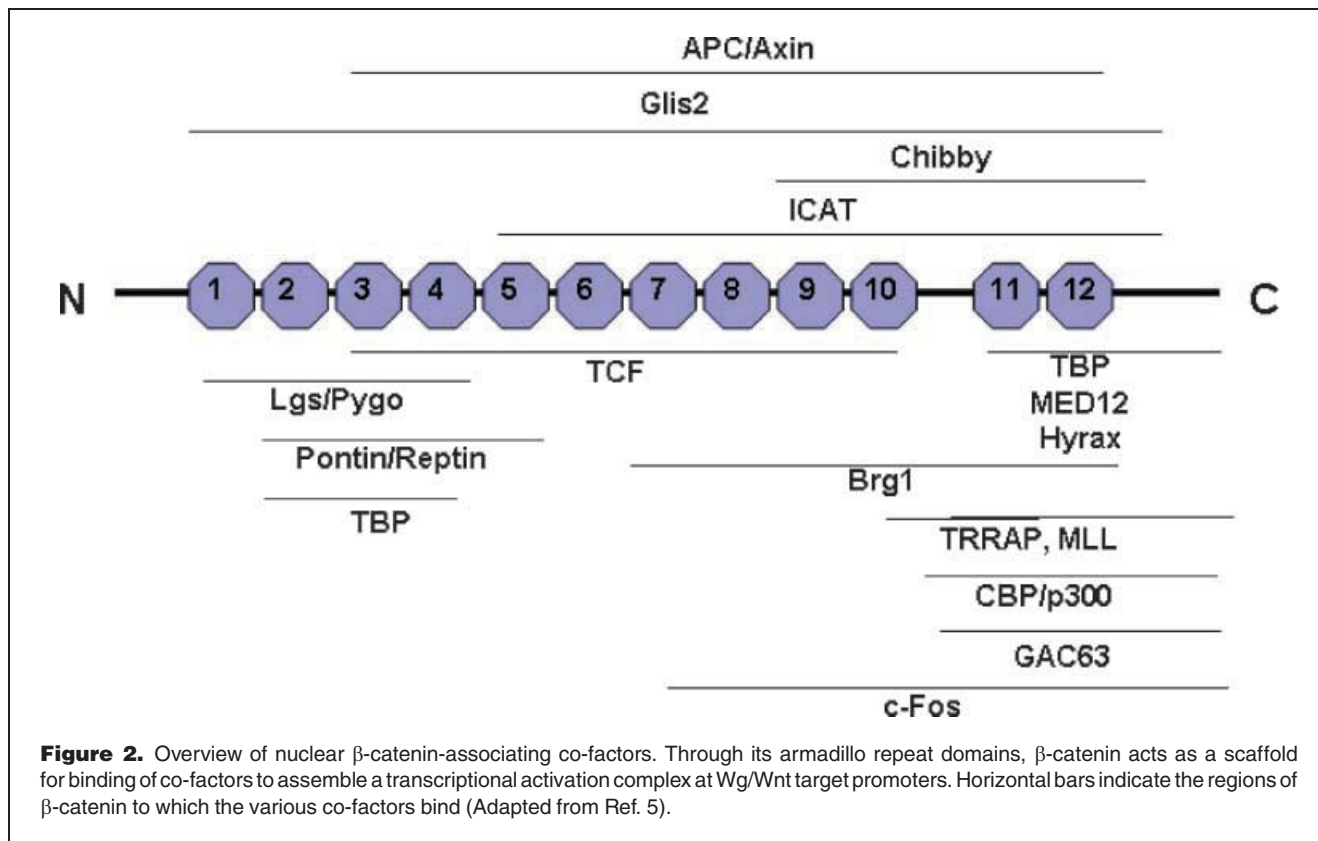 APC/Axin
Glis2
Chibby
ICAT
N 1 2 3 4 5 6 7 8 9 10 11 12 C
TCF
TBP
Lgs/Pygo
MED12
Hyrax
Pontin/Reptin
Brg1
TBP
TRRAP, MLL
CBP/p300
GAC63
c-Fos
Figure 2. Overview of nuclear β-catenin-associating co-factors. Through its armadillo repeat domains, β-catenin acts as a scaffold
for binding of co-factors to assemble a transcriptional activation complex at Wg/Wnt target promoters. Horizontal bars indicate the regions of
β-catenin to which the various co-factors bind (Adapted from Ref. 5).